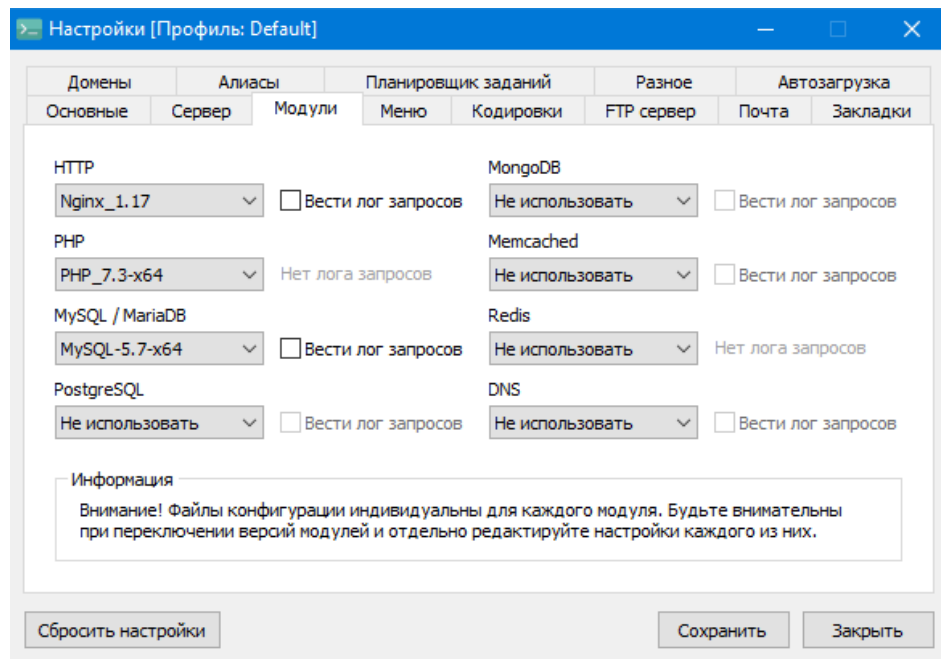 Настройки [Профиль: Default]
Домены Алиасы Планировщик заданий Разное Автозагрузка
Основные Сервер Модули Меню Кодировки FTP сервер Почта Закладки
HTTP
Nginx_1.17 Вести лог запросов
PHP
PHP_7.3-x64 Нет лога запросов
MySQL / MariaDB
MySQL-5.7-x64 Вести лог запросов
PostgreSQL
Не использовать Вести лог запросов
MongoDB
Не использовать Вести лог запросов
Memcached
Не использовать Вести лог запросов
Redis
Не использовать Нет лога запросов
DNS
Не использовать Вести лог запросов
Информация
Внимание! Файлы конфигурации индивидуальны для каждого модуля. Будьте внимательны
при переключении версий модулей и отдельно редактируйте настройки каждого из них.
Сбросить настройки Сохранить Закрыть